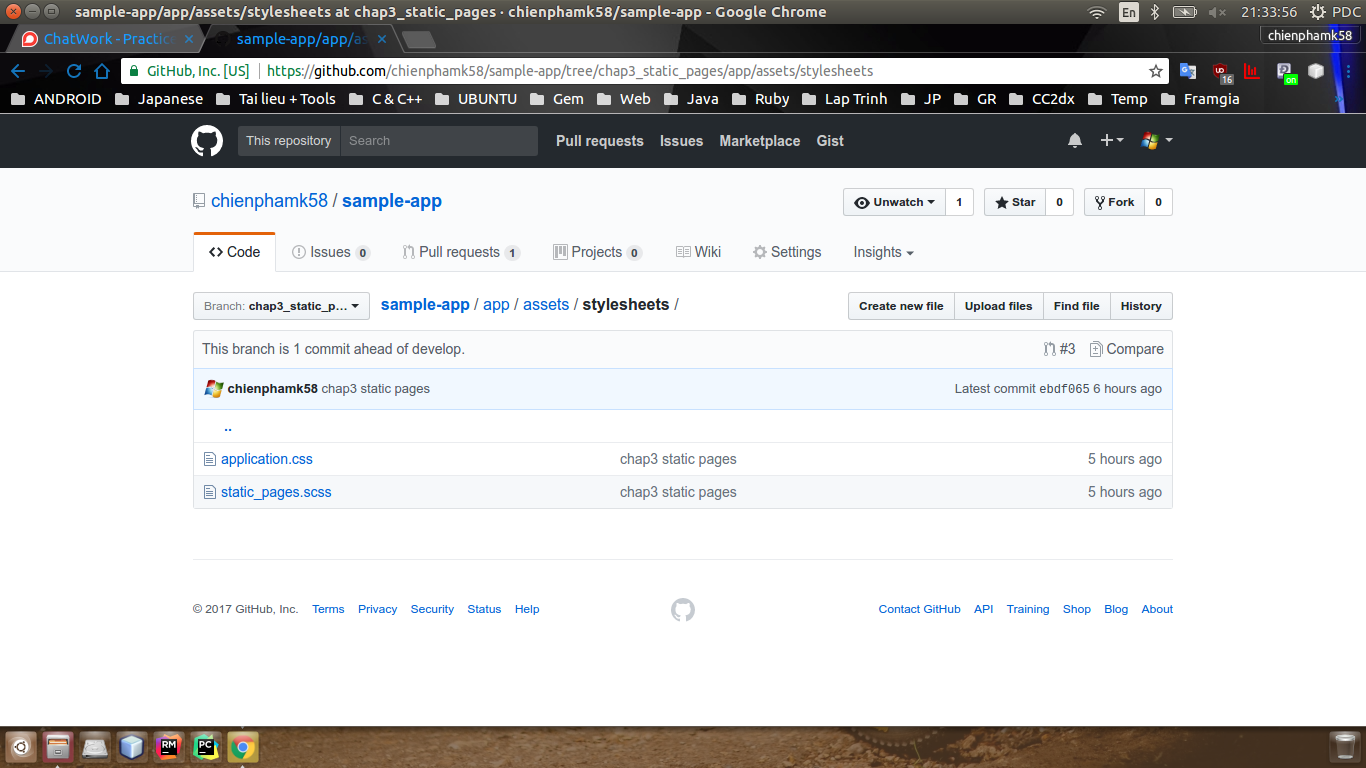 sample-app/app/assets/stylesheets at chap3_static_pages · chienphamk58/sample-app - Google Chrome En 21:33:56 PDC
ChatWork - Practice sample-app/app/as chienphamk58
GitHub, Inc. [US] https://github.com/chienphamk58/sample-app/tree/chap3_static_pages/app/assets/stylesheets 16 on
ANDROID Japanese Tai lieu + Tools C & C++ UBUNTU Gem Web Java Ruby Lap Trinh JP GR CC2dx Temp Framgia »
This repository Search Pull requests Issues Marketplace Gist
chienphamk58 / sample-app Unwatch 1 Star 0 Fork 0
Code Issues 0 Pull requests 1 Projects 0 Wiki Settings Insights
Branch: chap3_static_p... sample-app / app / assets / stylesheets / Create new file Upload files Find file History
This branch is 1 commit ahead of develop. #3 Compare
chienphamk58 chap3 static pages Latest commit ebdf065 6 hours ago
..
application.css chap3 static pages 5 hours ago
static_pages.scss chap3 static pages 5 hours ago
© 2017 GitHub, Inc. Terms Privacy Security Status Help Contact GitHub API Training Shop Blog About
RM PC